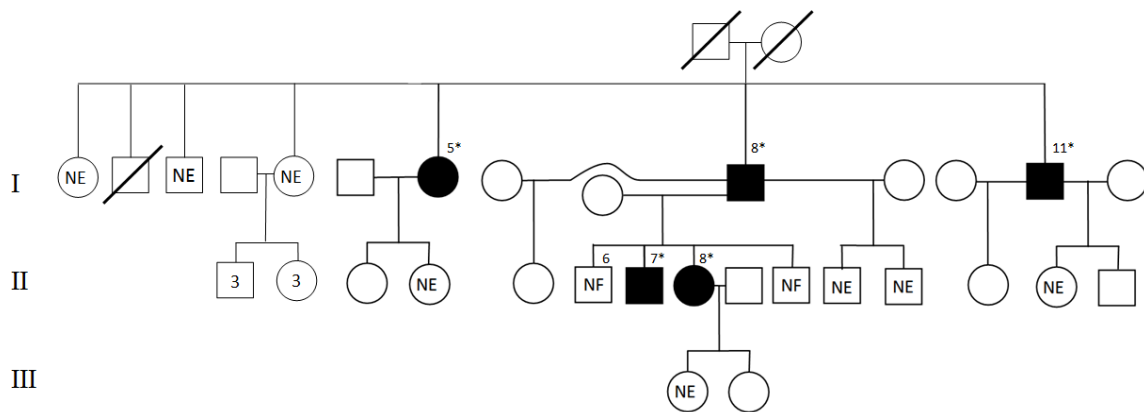 5* 8* 11*
I NE NE NE
6 7* 8*
II 3 3 NE NF NF NE NE NE
III NE